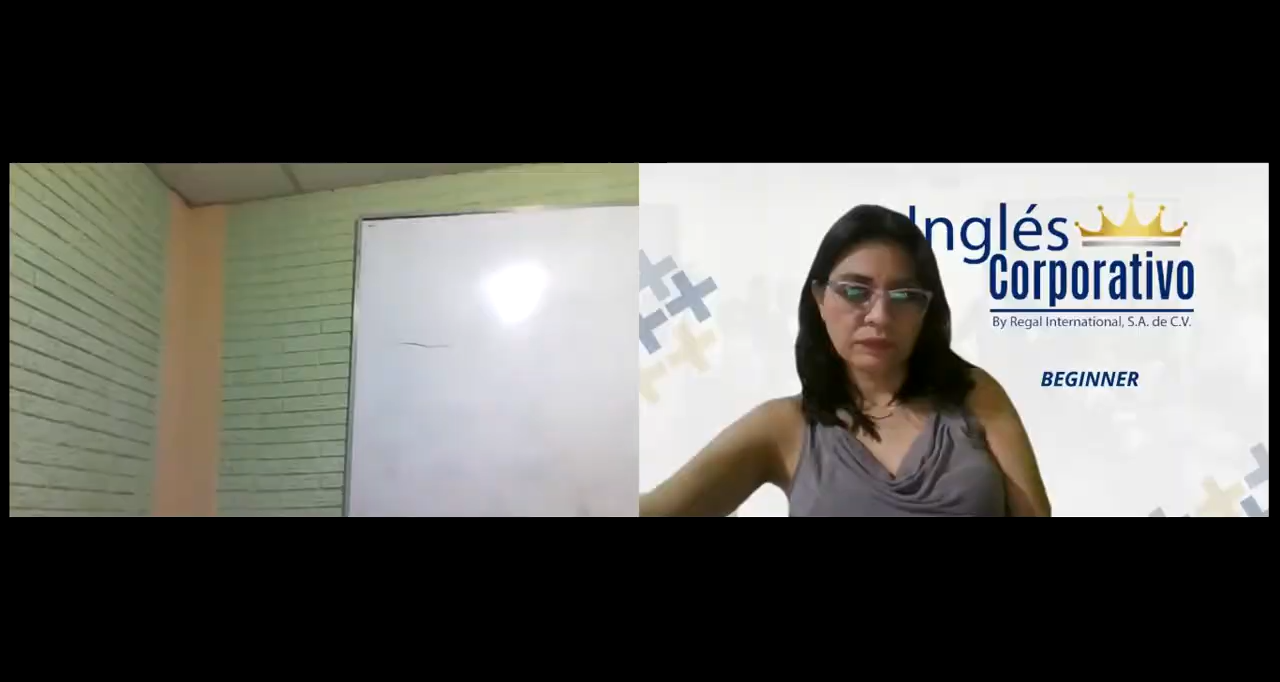 Inglés
Corporativo
By Regal International, S.A. de C.V.
BEGINNER